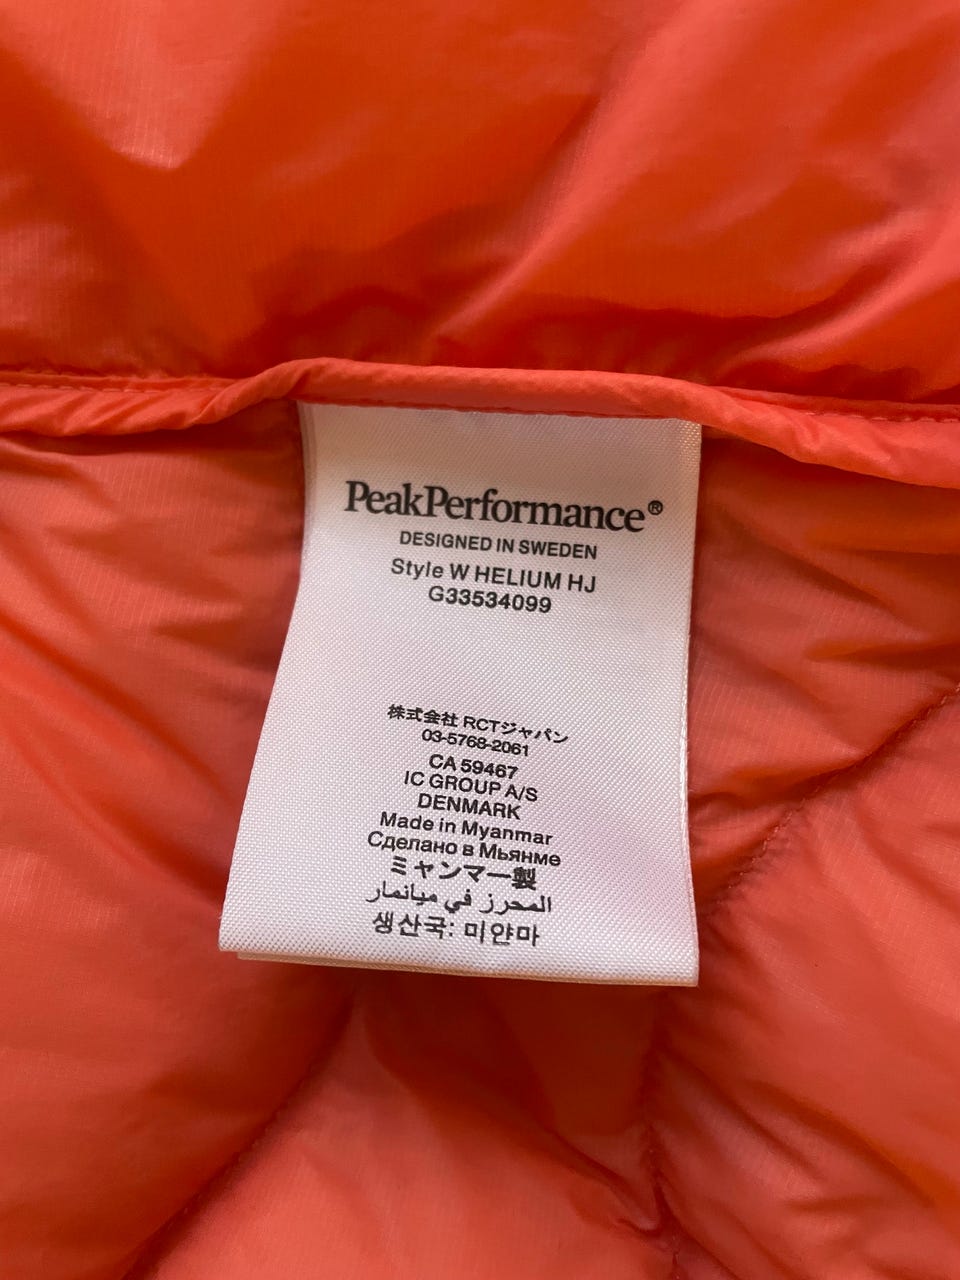 PeakPerformance®
DESIGNED IN SWEDEN
Style W HELIUM HJ
G33534099
株式会社 RCTジャパン
03-5768-2061
CA 59467
IC GROUP A/S
DENMARK
Made in Myanmar
Сделано в Мьянме
ミャンマー製
المحرز في ميانمار
생산국: 미얀마